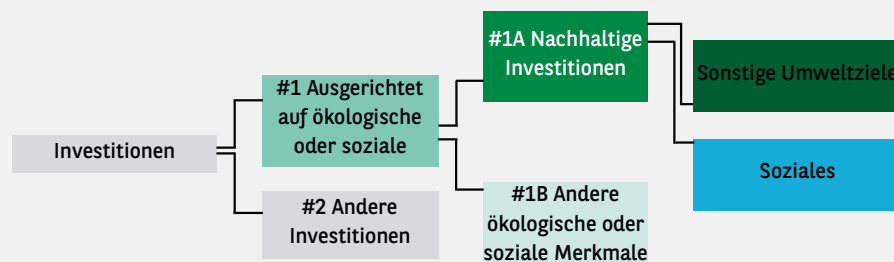 #1A Nachhaltige
Investitionen
Sonstige Umweltziele
#1 Ausgerichtet
auf ökologische
oder soziale
Investitionen
Soziales
#2 Andere
Investitionen
#1B Andere
ökologische oder
soziale Merkmale